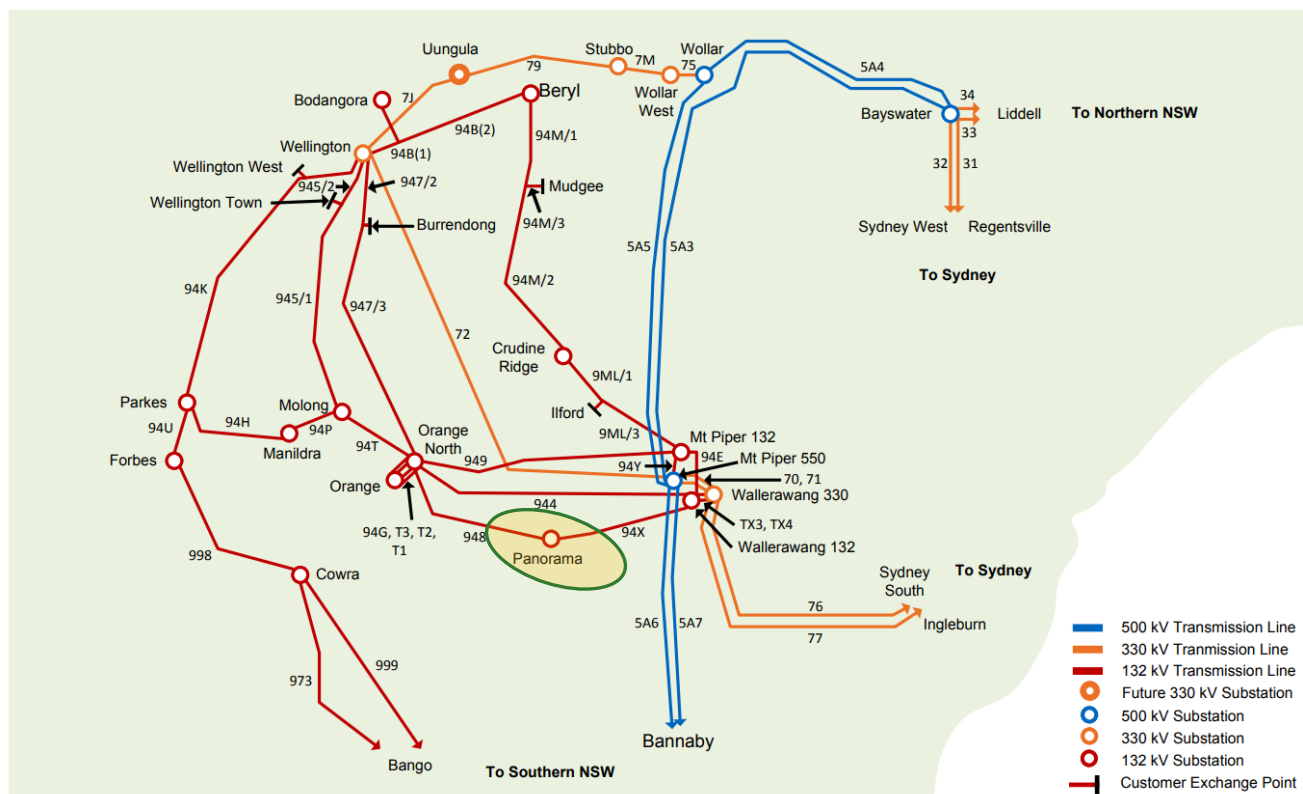 Uungula
Stubbo
Wollar
7M
75
79
5A4
Wollar
West
Bodangora
7J
Beryl
34
Bayswater
Liddell
To Northern NSW
33
94B(2)
94M/1
Wellington
94B(1)
32
31
Wellington West
945/2
947/2
Mudgee
Wellington Town
Burrendong
94M/3
Sydney West
Regentsville
5A5
5A3
To Sydney
94K
94M/2
945/1
947/3
72
Crudine
Ridge
9ML/1
Parkes
Molong
Ilford
94U
94H
94P
Orange
North
9ML/3
Mt Piper 132
Manildra
94T
94E
Forbes
949
94Y
Mt Piper 550
70, 71
Orange
Wallerawang 330
944
TX3, TX4
94G, T3, T2,
T1
948
94X
Wallerawang 132
Panorama
998
Cowra
Sydney
South
To Sydney
76
Ingleburn
5A6
5A7
77
999
973
Bannaby
Bango
To Southern NSW
500 kV Transmission Line
330 kV Tranmission Line
132 kV Transmission Line
Future 330 kV Substation
500 kV Substation
330 kV Substation
132 kV Substation
Customer Exchange Point